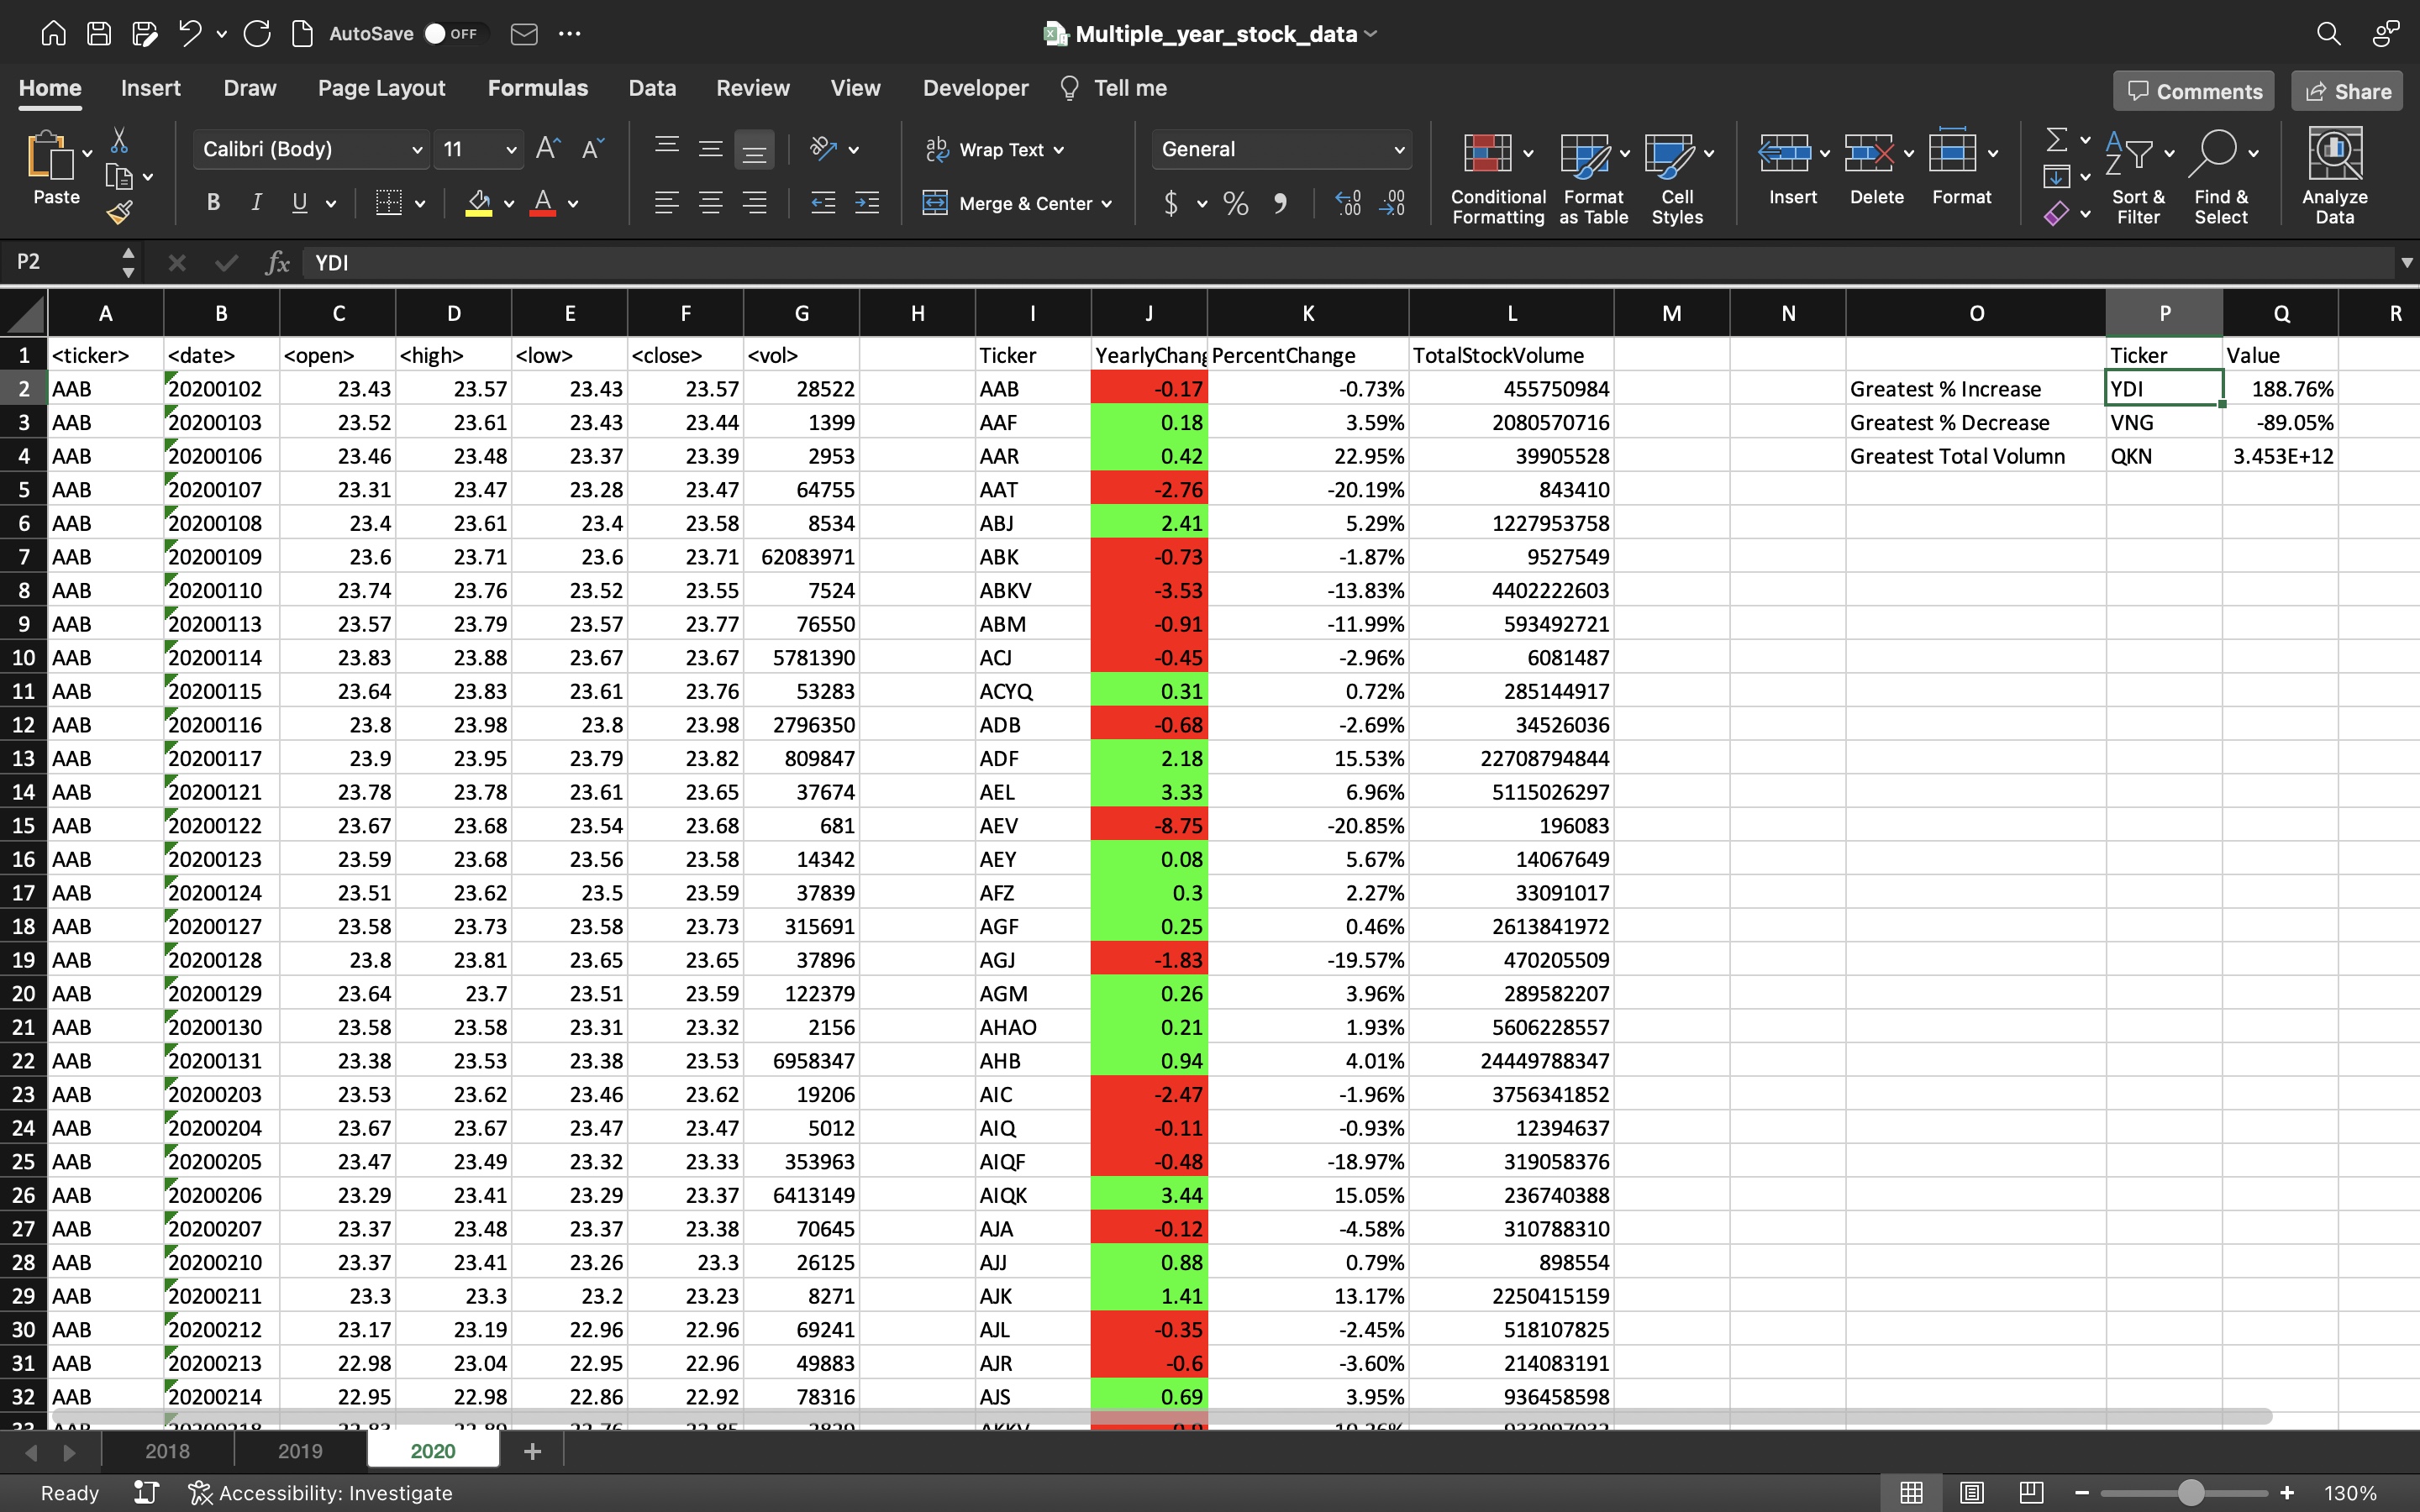 AutoSave OFF Multiple_year_stock_data
Home Insert Draw Page Layout Formulas Data Review View Developer Tell me Comments Share
Paste Calibri (Body) 11 Wrap Text General Conditional Formatting Format as Table Cell Styles Insert Delete Format Sort & Filter Find & Select Analyze Data
B I U Merge & Center $ %
P2 fx YDI
A B C D E F G H I J K L M N O P Q R
1 <ticker> <date> <open> <high> <low> <close> <vol> Ticker YearlyChang PercentChange TotalStockVolume Ticker Value
2 AAB 20200102 23.43 23.57 23.43 23.57 28522 AAB -0.17 -0.73% 455750984 Greatest % Increase YDI 188.76%
3 AAB 20200103 23.52 23.61 23.43 23.44 1399 AAF 0.18 3.59% 2080570716 Greatest % Decrease VNG -89.05%
4 AAB 20200106 23.46 23.48 23.37 23.39 2953 AAR 0.42 22.95% 39905528 Greatest Total Volumn QKN 3.453E+12
5 AAB 20200107 23.31 23.47 23.28 23.47 64755 AAT -2.76 -20.19% 843410
6 AAB 20200108 23.4 23.61 23.4 23.58 8534 ABJ 2.41 5.29% 1227953758
7 AAB 20200109 23.6 23.71 23.6 23.71 62083971 ABK -0.73 -1.87% 9527549
8 AAB 20200110 23.74 23.76 23.52 23.55 7524 ABKV -3.53 -13.83% 4402222603
9 AAB 20200113 23.57 23.79 23.57 23.77 76550 ABM -0.91 -11.99% 593492721
10 AAB 20200114 23.83 23.88 23.67 23.67 5781390 ACJ -0.45 -2.96% 6081487
11 AAB 20200115 23.64 23.83 23.61 23.76 53283 ACYQ 0.31 0.72% 285144917
12 AAB 20200116 23.8 23.98 23.8 23.98 2796350 ADB -0.68 -2.69% 34526036
13 AAB 20200117 23.9 23.95 23.79 23.82 809847 ADF 2.18 15.53% 22708794844
14 AAB 20200121 23.78 23.78 23.61 23.65 37674 AEL 3.33 6.96% 5115026297
15 AAB 20200122 23.67 23.68 23.54 23.68 681 AEV -8.75 -20.85% 196083
16 AAB 20200123 23.59 23.68 23.56 23.58 14342 AEY 0.08 5.67% 14067649
17 AAB 20200124 23.51 23.62 23.5 23.59 37839 AFZ 0.3 2.27% 33091017
18 AAB 20200127 23.58 23.73 23.58 23.73 315691 AGF 0.25 0.46% 2613841972
19 AAB 20200128 23.8 23.81 23.65 23.65 37896 AGJ -1.83 -19.57% 470205509
20 AAB 20200129 23.64 23.7 23.51 23.59 122379 AGM 0.26 3.96% 289582207
21 AAB 20200130 23.58 23.58 23.31 23.32 2156 AHAO 0.21 1.93% 5606228557
22 AAB 20200131 23.38 23.53 23.38 23.53 6958347 AHB 0.94 4.01% 24449788347
23 AAB 20200203 23.53 23.62 23.46 23.62 19206 AIC -2.47 -1.96% 3756341852
24 AAB 20200204 23.67 23.67 23.47 23.47 5012 AIQ -0.11 -0.93% 12394637
25 AAB 20200205 23.47 23.49 23.32 23.33 353963 AIQF -0.48 -18.97% 319058376
26 AAB 20200206 23.29 23.41 23.29 23.37 6413149 AIQK 3.44 15.05% 236740388
27 AAB 20200207 23.37 23.48 23.37 23.38 70645 AJA -0.12 -4.58% 310788310
28 AAB 20200210 23.37 23.41 23.26 23.3 26125 AJJ 0.88 0.79% 898554
29 AAB 20200211 23.3 23.3 23.2 23.23 8271 AJK 1.41 13.17% 2250415159
30 AAB 20200212 23.17 23.19 22.96 22.96 69241 AJL -0.35 -2.45% 518107825
31 AAB 20200213 22.98 23.04 22.95 22.96 49883 AJR -0.6 -3.60% 214083191
32 AAB 20200214 22.95 22.98 22.86 22.92 78316 AJS 0.69 3.95% 936458598
2018 2019 2020 +
Ready Accessibility: Investigate 130%